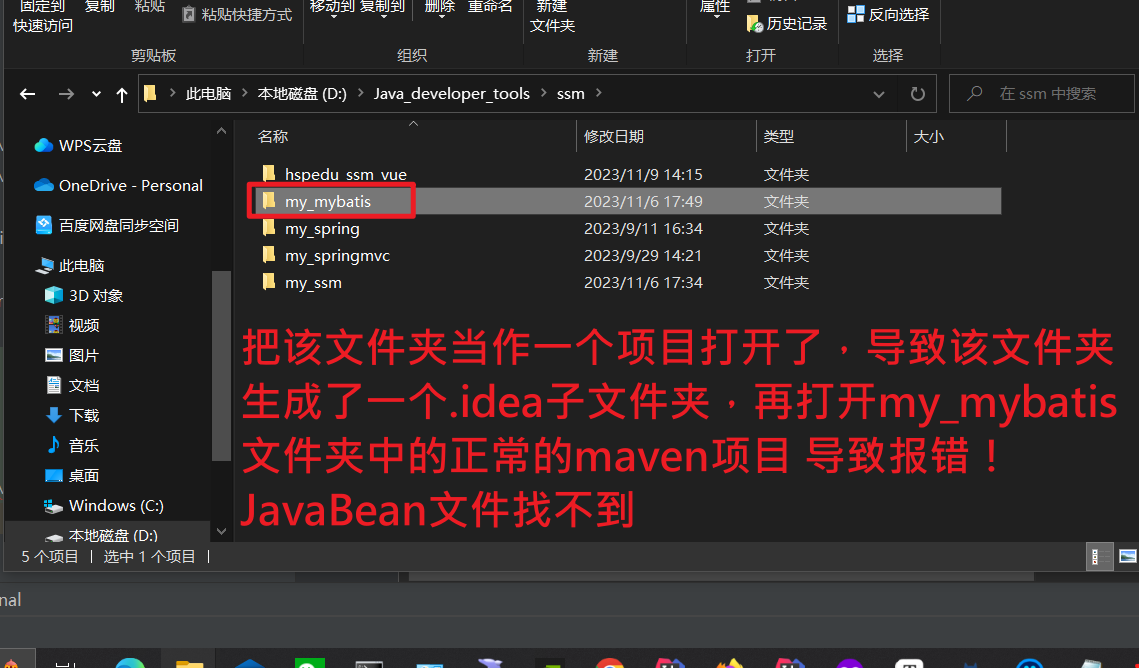 固定到 复制 粘贴 移动到 复制到 删除 重命名 新建 属性
快速访问 粘贴快捷方式 文件夹 历史记录 反向选择
剪贴板 组织 新建 打开 选择
此电脑 本地磁盘 (D:) Java_developer_tools ssm 在 ssm 中搜索
名称 修改日期 类型 大小
WPS云盘
OneDrive - Personal
百度网盘同步空间
此电脑
3D 对象
视频
图片
文档
下载
音乐
桌面
Windows (C:)
本地磁盘 (D:)
hspedu_ssm_vue 2023/11/9 14:15 文件夹
my_mybatis 2023/11/6 17:49 文件夹
my_spring 2023/9/11 16:34 文件夹
my_springmvc 2023/9/29 14:21 文件夹
my_ssm 2023/11/6 17:34 文件夹
把该文件夹当作一个项目打开了，导致该文件夹
生成了一个.idea子文件夹，再打开my_mybatis
文件夹中的正常的maven项目 导致报错！
JavaBean文件找不到
5 个项目 选中 1 个项目
nal